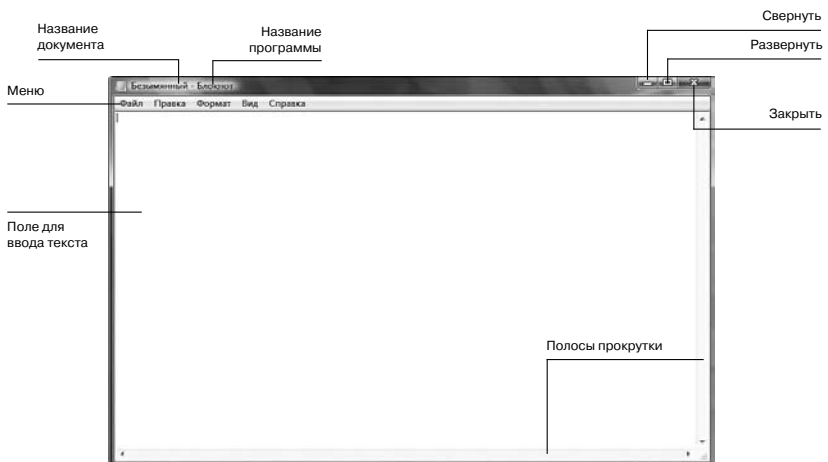 Название
документа
Название
программы
Свернуть
Развернуть
Закрыть
Меню
Безымянный - Блокнот
Файл Правка Формат Вид Справка
Поле для
ввода текста
Полосы прокрутки